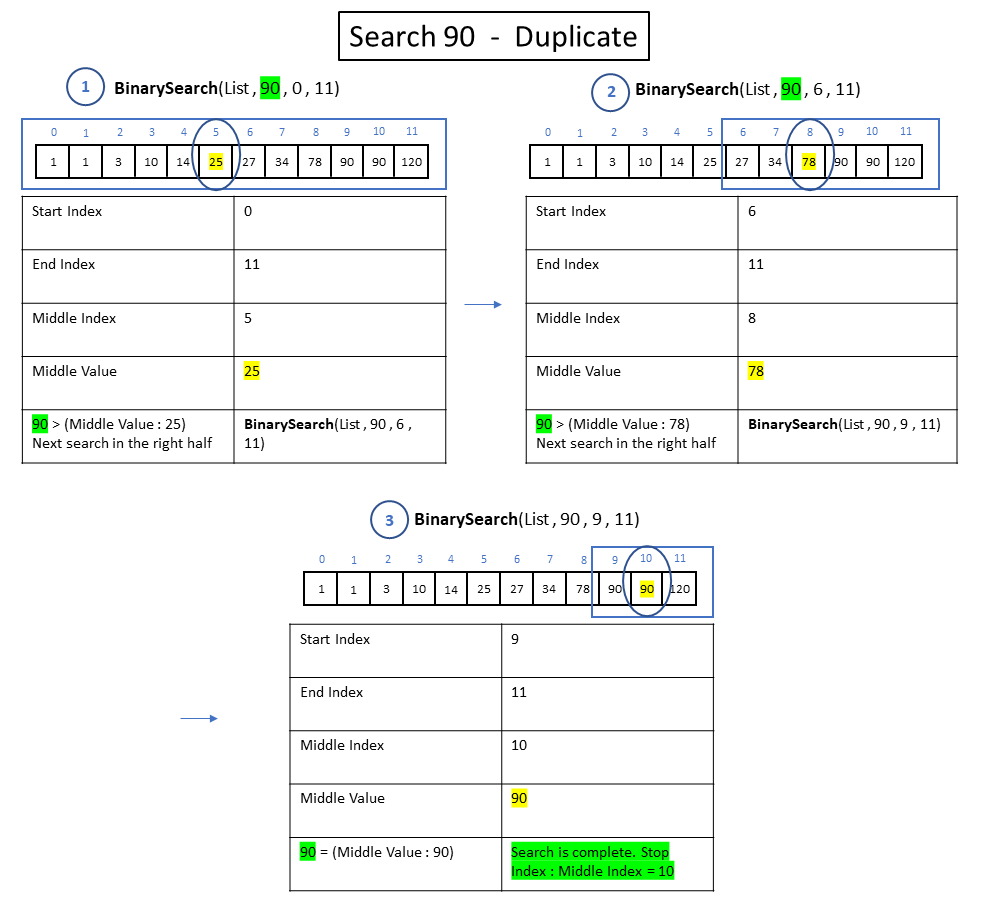 Search 90 - Duplicate
1 BinarySearch(List , 90 , 0 , 11)
0 1 2 3 4 5 6 7 8 9 10 11
1 1 3 10 14 25 27 34 78 90 90 120
Start Index 0
End Index 11
Middle Index 5
Middle Value 25
90 > (Middle Value : 25) BinarySearch(List , 90 , 6 ,
Next search in the right half 11)
2 BinarySearch(List , 90 , 6 , 11)
0 1 2 3 4 5 6 7 8 9 10 11
1 1 3 10 14 25 27 34 78 90 90 120
Start Index 6
End Index 11
Middle Index 8
Middle Value 78
90 > (Middle Value : 78) BinarySearch(List , 90 , 9 , 11)
Next search in the right half
3 BinarySearch(List , 90 , 9 , 11)
0 1 2 3 4 5 6 7 8 9 10 11
1 1 3 10 14 25 27 34 78 90 90 120
Start Index 9
End Index 11
Middle Index 10
Middle Value 90
90 = (Middle Value : 90) Search is complete. Stop
Index : Middle Index = 10